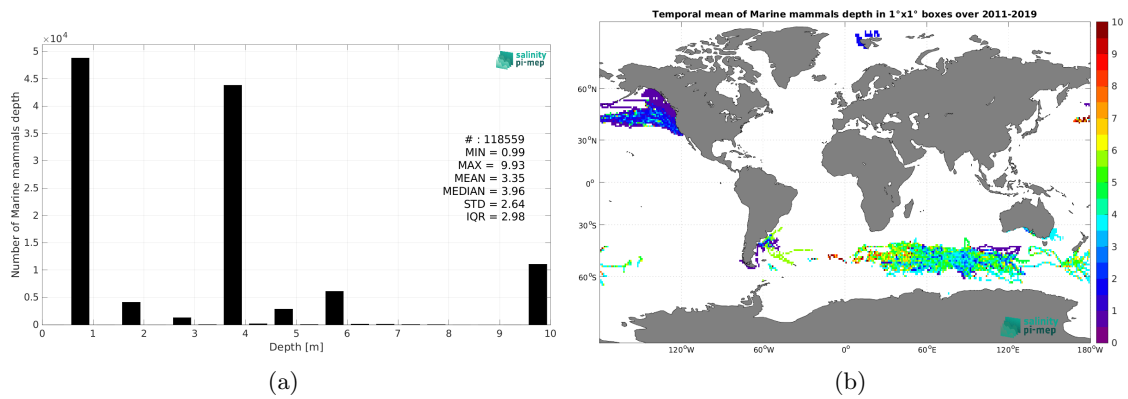 ×10⁴
5
4.5
4
3.5
3
2.5
2
1.5
1
0.5
0
Number of Marine mammals depth
0 1 2 3 4 5 6 7 8 9 10
Depth [m]
salinity
pi-mep
# : 118559
MIN = 0.99
MAX = 9.93
MEAN = 3.35
MEDIAN = 3.96
STD = 2.64
IQR = 2.98
(a)
Temporal mean of Marine mammals depth in 1°x1° boxes over 2011-2019
60°N
30°N
0°
30°S
60°S
120°W 60°W 0° 60°E 120°E 180°W
salinity
pi-mep
10
9
8
7
6
5
4
3
2
1
0
(b)